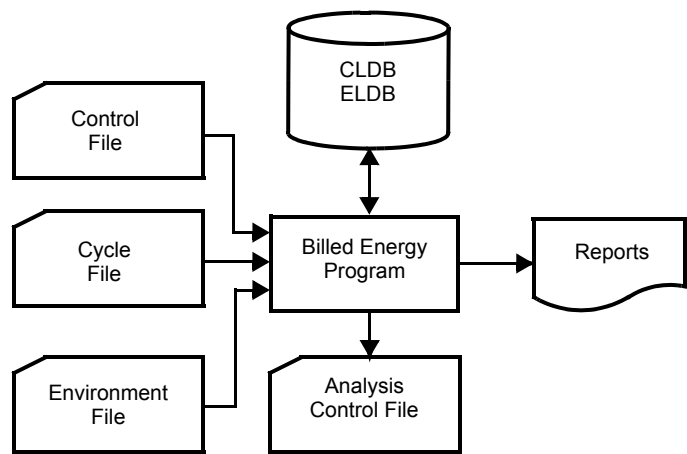 CLDB
ELDB
Control
File
Cycle
File
Billed Energy
Program
Reports
Environment
File
Analysis
Control File